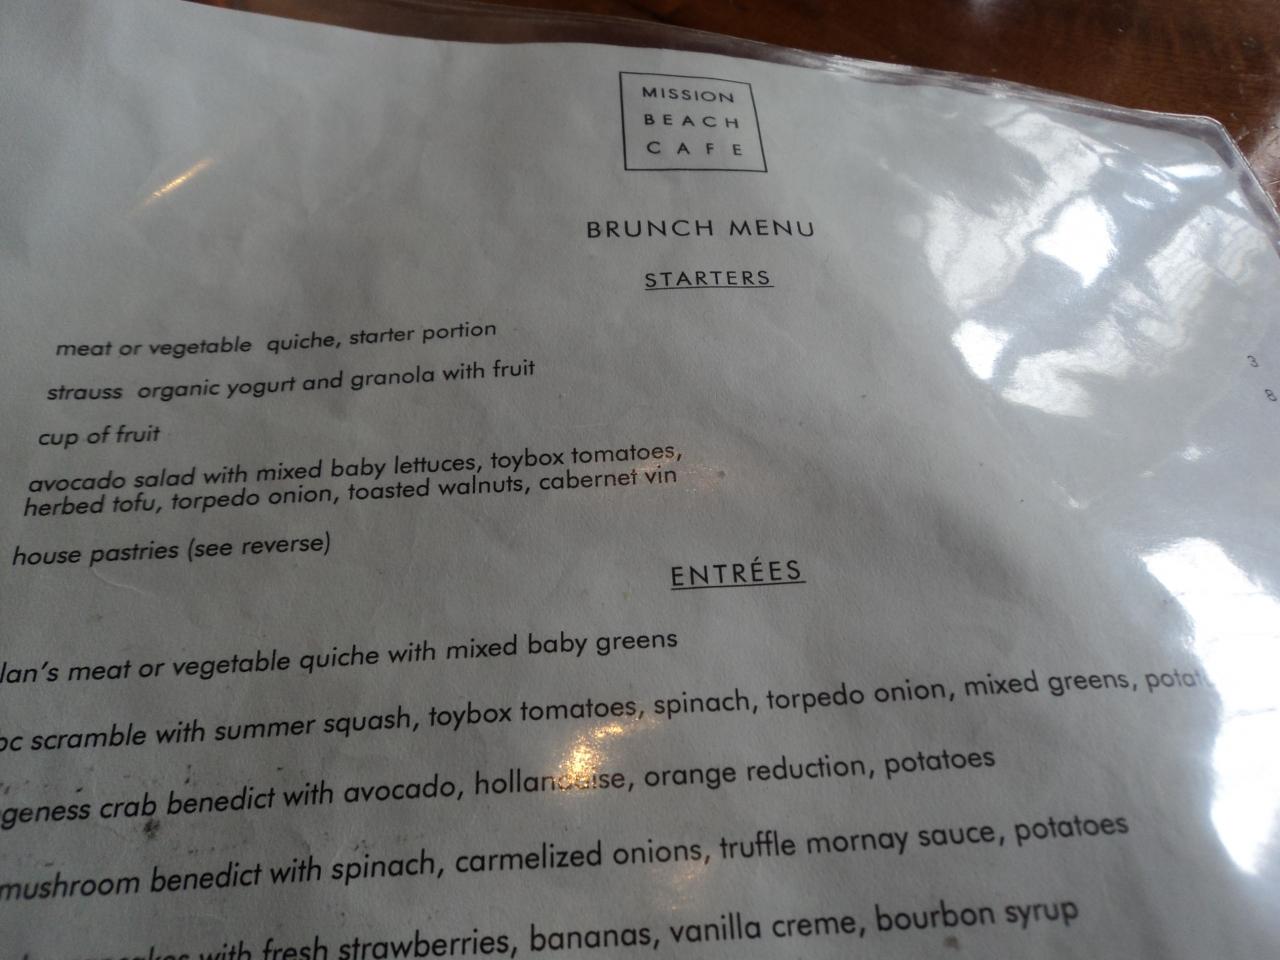 MISSION
BEACH
CAFE
BRUNCH MENU
STARTERS
meat or vegetable quiche, starter portion
strauss organic yogurt and granola with fruit
3
cup of fruit
8
avocado salad with mixed baby lettuces, toybox tomatoes,
herbed tofu, torpedo onion, toasted walnuts, cabernet vin
house pastries (see reverse)
ENTRÉES
lan's meat or vegetable quiche with mixed baby greens
bc scramble with summer squash, toybox tomatoes, spinach, torpedo onion, mixed greens, potat
geness crab benedict with avocado, hollandaise, orange reduction, potatoes
mushroom benedict with spinach, carmelized onions, truffle mornay sauce, potatoes
with fresh strawberries, bananas, vanilla creme, bourbon syrup